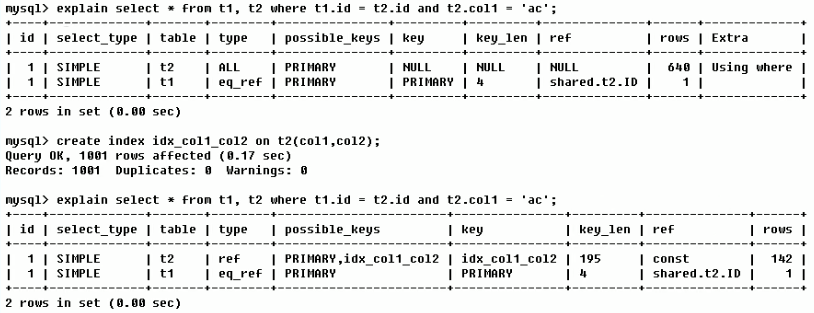 mysql> explain select * from t1, t2 where t1.id = t2.id and t2.col1 = 'ac';
+----+-------------+-------+--------+---------------+---------+---------+--------------+------+-------------+
| id | select_type | table | type | possible_keys | key | key_len | ref | rows | Extra |
+----+-------------+-------+--------+---------------+---------+---------+--------------+------+-------------+
| 1 | SIMPLE | t2 | ALL | PRIMARY | NULL | NULL | NULL | 640 | Using where |
| 1 | SIMPLE | t1 | eq_ref | PRIMARY | PRIMARY | 4 | shared.t2.ID | 1 | |
+----+-------------+-------+--------+---------------+---------+---------+--------------+------+-------------+
2 rows in set (0.00 sec)
mysql> create index idx_col1_col2 on t2(col1,col2);
Query OK, 1001 rows affected (0.17 sec)
Records: 1001 Duplicates: 0 Warnings: 0
mysql> explain select * from t1, t2 where t1.id = t2.id and t2.col1 = 'ac';
+----+-------------+-------+--------+-----------------------+---------------+---------+--------------+------+
| id | select_type | table | type | possible_keys | key | key_len | ref | rows |
+----+-------------+-------+--------+-----------------------+---------------+---------+--------------+------+
| 1 | SIMPLE | t2 | ref | PRIMARY,idx_col1_col2 | idx_col1_col2 | 195 | const | 142 |
| 1 | SIMPLE | t1 | eq_ref | PRIMARY | PRIMARY | 4 | shared.t2.ID | 1 |
+----+-------------+-------+--------+-----------------------+---------------+---------+--------------+------+
2 rows in set (0.00 sec)